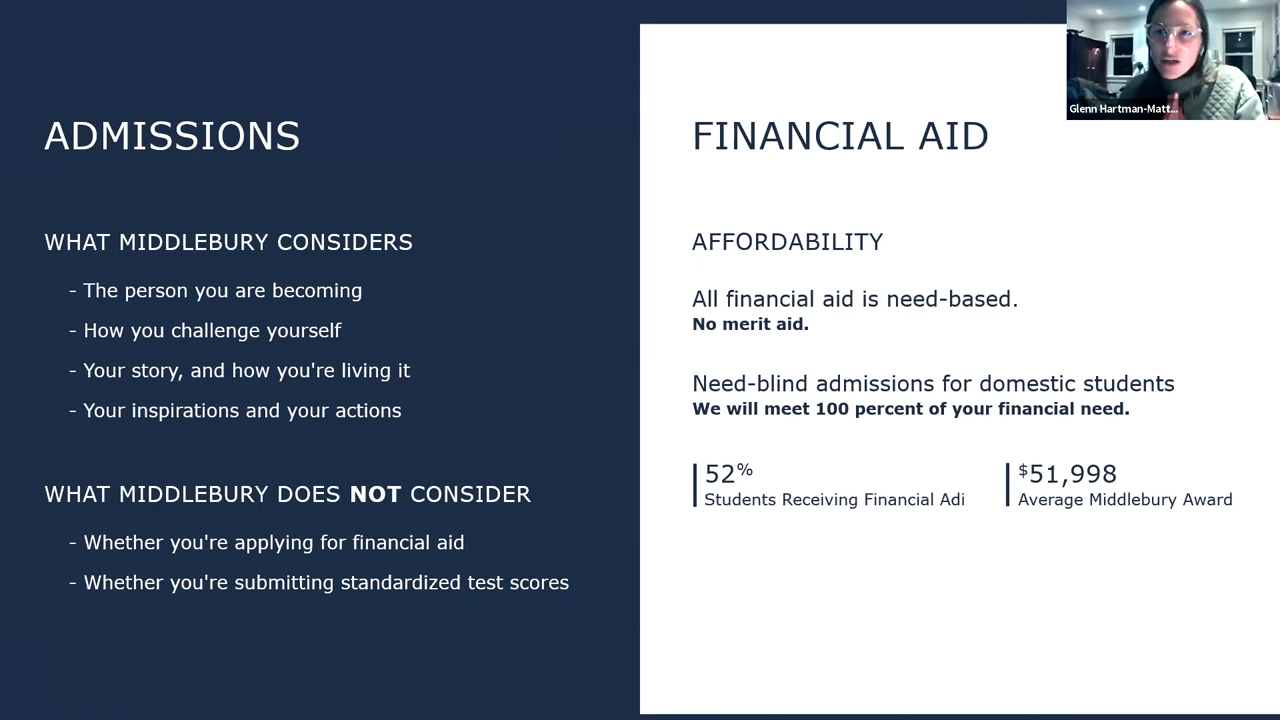 ADMISSIONS
WHAT MIDDLEBURY CONSIDERS
- The person you are becoming
- How you challenge yourself
- Your story, and how you're living it
- Your inspirations and your actions
WHAT MIDDLEBURY DOES NOT CONSIDER
- Whether you're applying for financial aid
- Whether you're submitting standardized test scores
FINANCIAL AID
AFFORDABILITY
All financial aid is need-based.
No merit aid.
Need-blind admissions for domestic students
We will meet 100 percent of your financial need.
52%
Students Receiving Financial Adi
$51,998
Average Middlebury Award
Glenn Hartman-Matt...